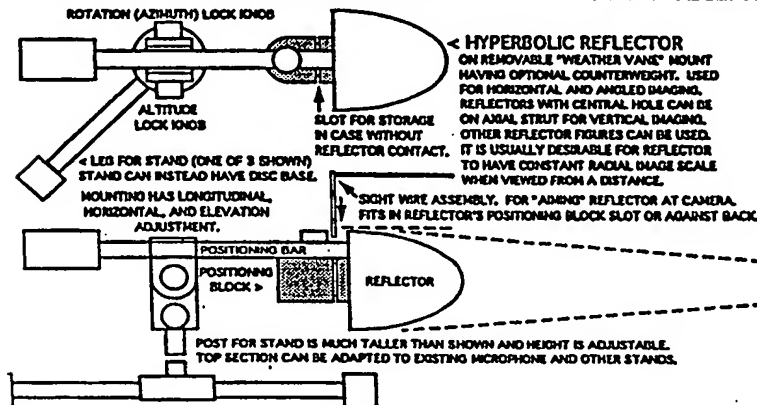 ROTATION (AZIMUTH) LOCK KNOB
< HYPERBOLIC REFLECTOR
ON REMOVABLE "WEATHER VANE" MOUNT
HAVING OPTIONAL COUNTERWEIGHT. USED
FOR HORIZONTAL AND ANGLED IMAGING.
REFLECTORS WITH CENTRAL HOLE CAN BE
ON AXIAL STRUT FOR VERTICAL IMAGING.
OTHER REFLECTOR FIGURES CAN BE USED.
IT IS USUALLY DESIRABLE FOR REFLECTOR
TO HAVE CONSTANT RADIAL IMAGE SCALE
WHEN VIEWED FROM A DISTANCE.
ALTITUDE
LOCK KNOB
SLOT FOR STORAGE
IN CASE WITHOUT
REFLECTOR CONTACT.
< LEG FOR STAND (ONE OF 3 SHOWN)
STAND CAN INSTEAD HAVE DISC BASE.
MOUNTING HAS LONGITUDINAL,
HORIZONTAL, AND ELEVATION
ADJUSTMENT.
SIGHT WIRE ASSEMBLY. FOR "AIMING" REFLECTOR AT CAMERA.
FITS IN REFLECTOR'S POSITIONING BLOCK SLOT OR AGAINST BACK.
POSITIONING BAR
POSITIONNG
BLOCK >
REFLECTOR
POST FOR STAND IS MUCH TALLER THAN SHOWN AND HEIGHT IS ADJUSTABLE.
TOP SECTION CAN BE ADAPTED TO EXISTING MICROPHONE AND OTHER STANDS.